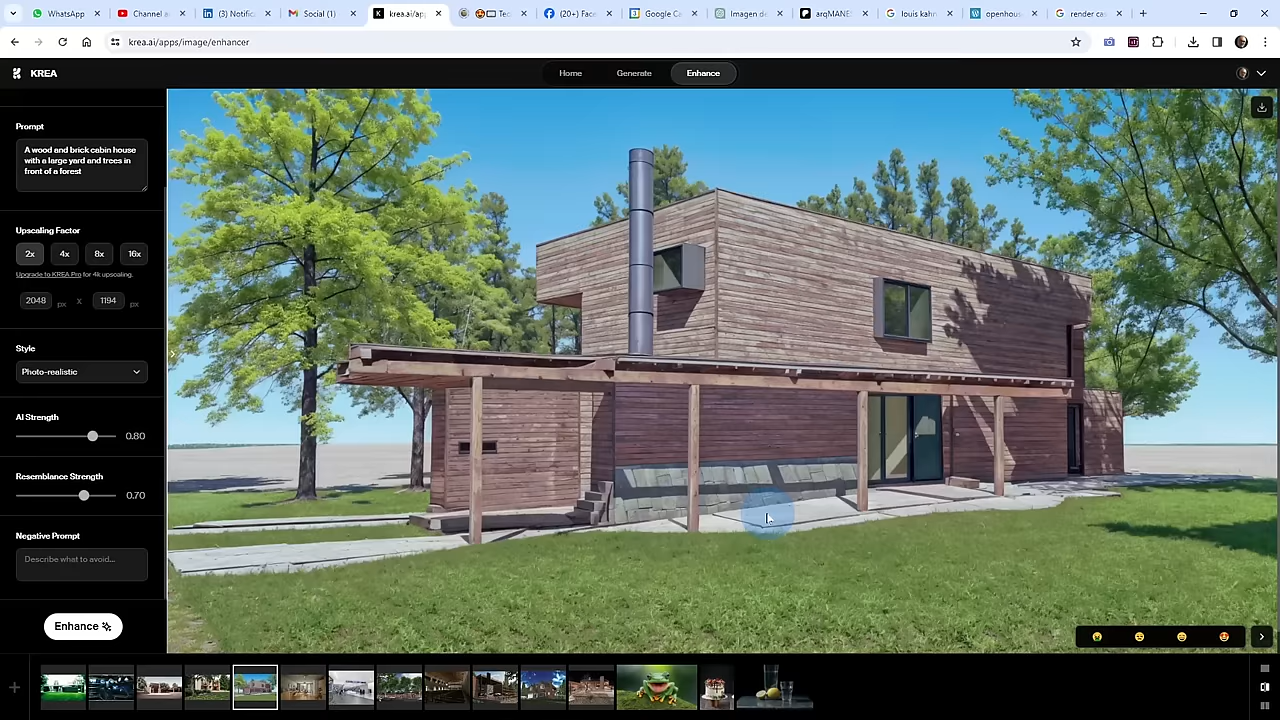 WhatsApp
Channel a
(3) Notific
Social (1)
krea.ai/ap
Tec
(20+) Fac
Google Ca
Imagen de
arqMANE
louis kahn
openhous
render ca
krea.ai/apps/image/enhancer
KREA
Home
Generate
Enhance
Prompt
A wood and brick cabin house
with a large yard and trees in
front of a forest
Upscaling Factor
2x
4x
8x
16x
Upgrade to KREA Pro for 4k upscaling.
2048 px X 1194 px
Style
Photo-realistic
AI Strength
0.80
Resemblance Strength
0.70
Negative Prompt
Describe what to avoid...
Enhance